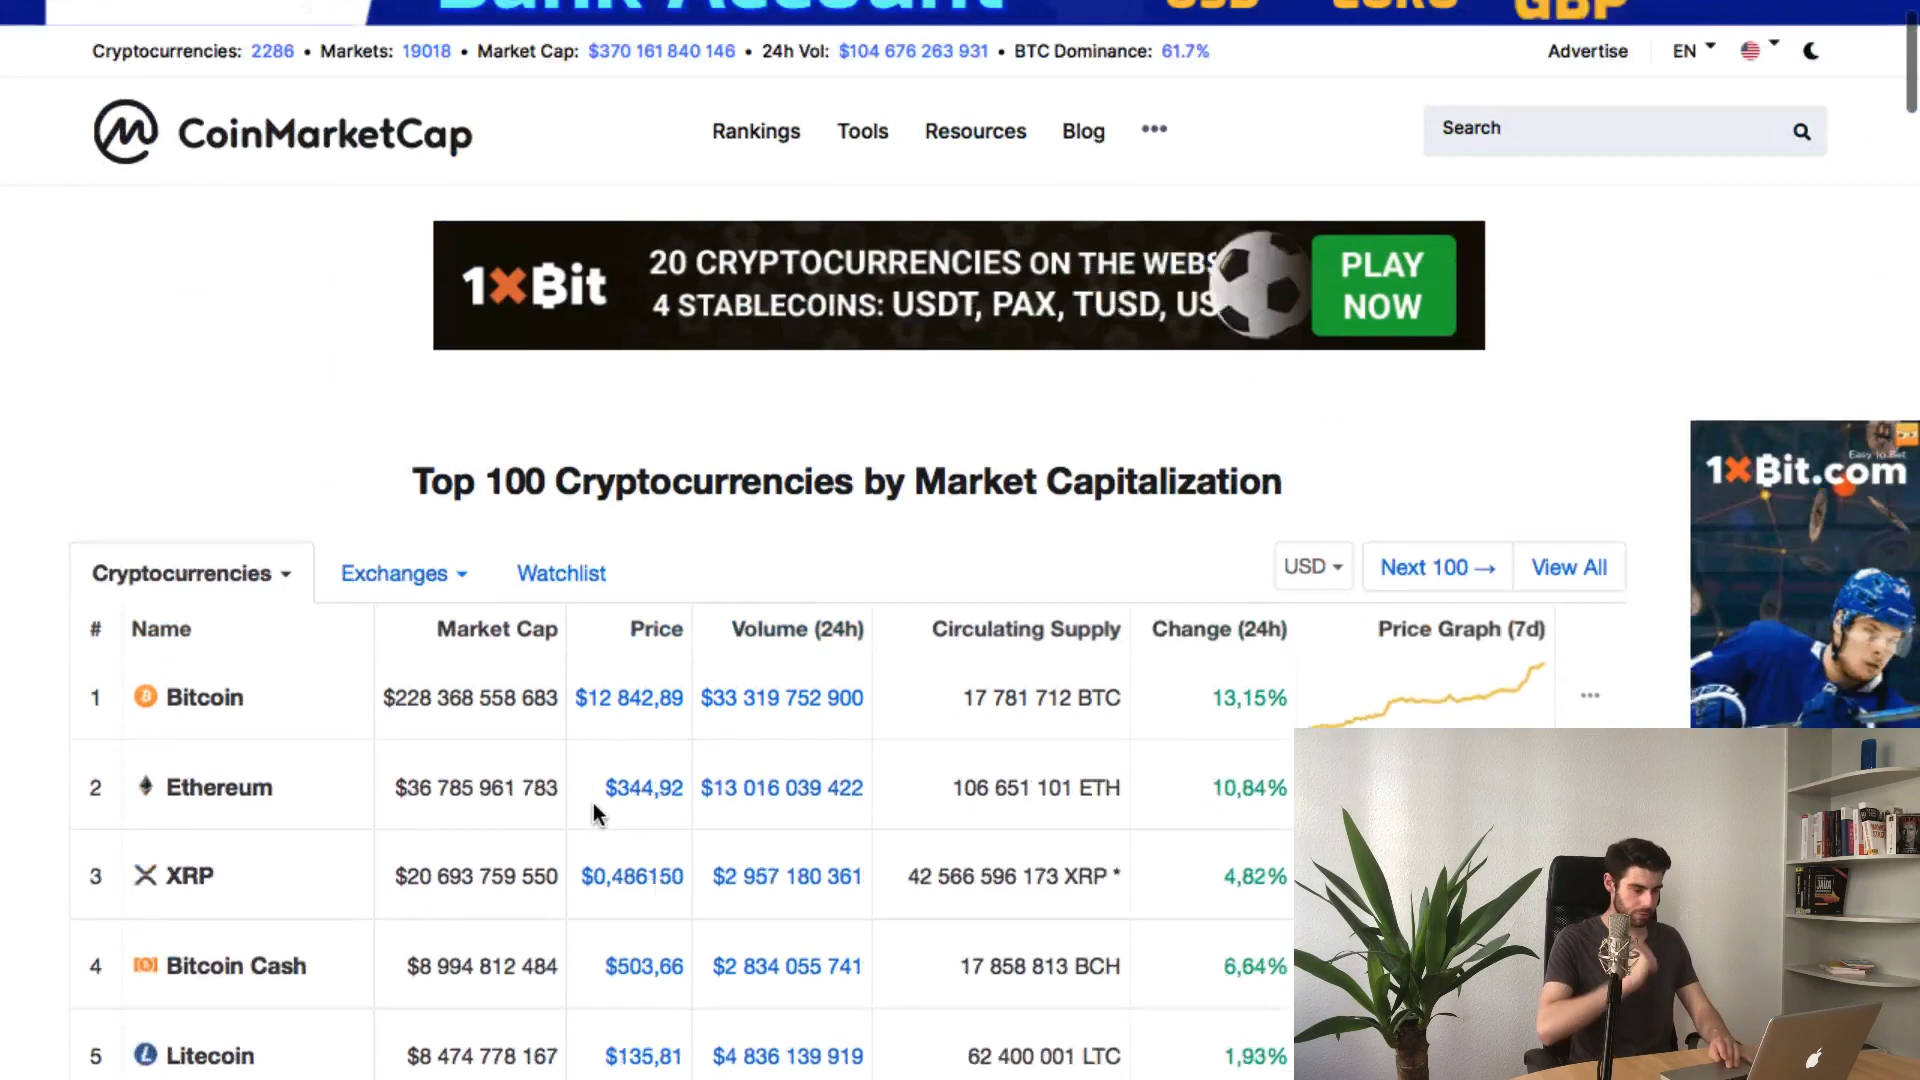 Bank Account USD EURO GBP
Cryptocurrencies: 2286 • Markets: 19018 • Market Cap: $370 161 840 146 • 24h Vol: $104 676 263 931 • BTC Dominance: 61.7%
Advertise EN
CoinMarketCap
Rankings Tools Resources Blog •••
Search
1xBit
20 CRYPTOCURRENCIES ON THE WEBS
4 STABLECOINS: USDT, PAX, TUSD, US
PLAY
NOW
Top 100 Cryptocurrencies by Market Capitalization
Easy to Bet
1xBit.com
Cryptocurrencies Exchanges Watchlist USD Next 100 → View All
# Name Market Cap Price Volume (24h) Circulating Supply Change (24h) Price Graph (7d)
1 Bitcoin $228 368 558 683 $12 842,89 $33 319 752 900 17 781 712 BTC 13,15% •••
2 Ethereum $36 785 961 783 $344,92 $13 016 039 422 106 651 101 ETH 10,84%
3 XRP $20 693 759 550 $0,486150 $2 957 180 361 42 566 596 173 XRP * 4,82%
4 Bitcoin Cash $8 994 812 484 $503,66 $2 834 055 741 17 858 813 BCH 6,64%
5 Litecoin $8 474 778 167 $135,81 $4 836 139 919 62 400 001 LTC 1,93%